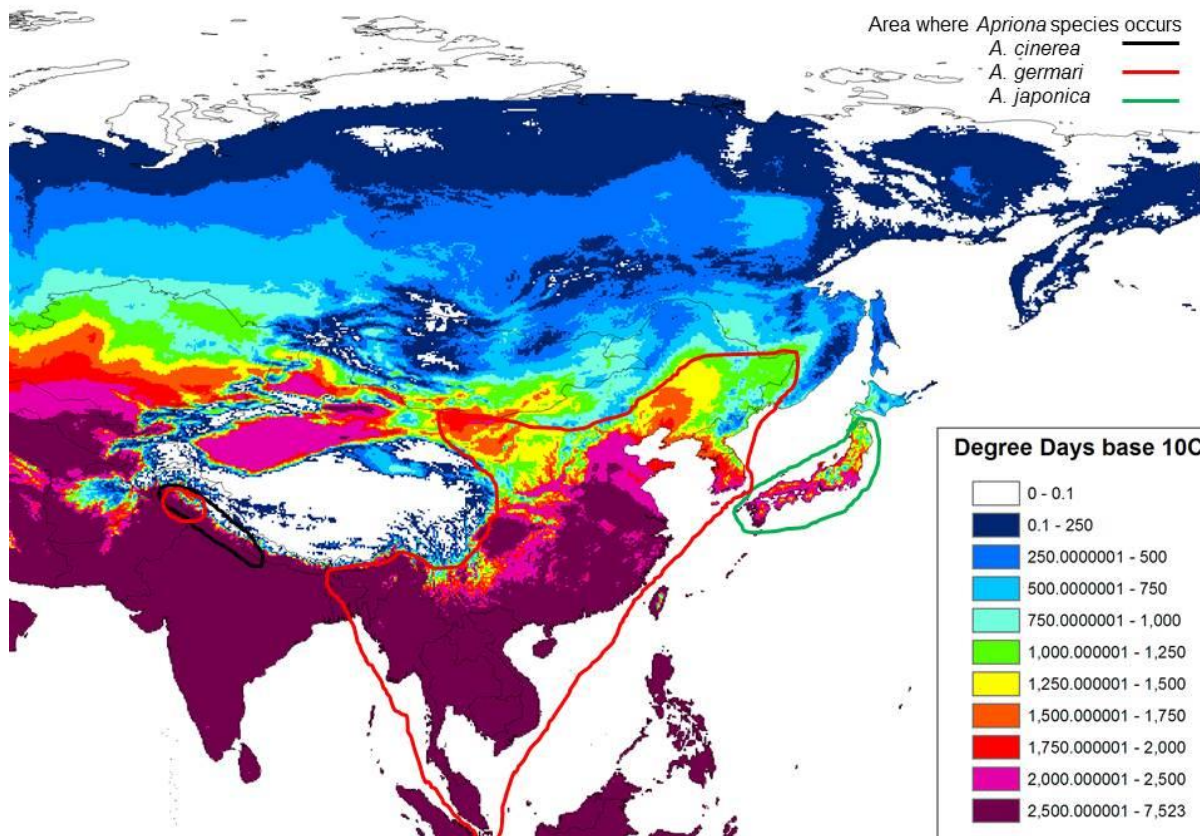 Area where Apriona species occurs
A. cinerea
A. germari
A. japonica
Degree Days base 10C
0 - 0.1
0.1 - 250
250.0000001 - 500
500.0000001 - 750
750.0000001 - 1,000
1,000.000001 - 1,250
1,250.000001 - 1,500
1,500.000001 - 1,750
1,750.000001 - 2,000
2,000.000001 - 2,500
2,500.000001 - 7,523